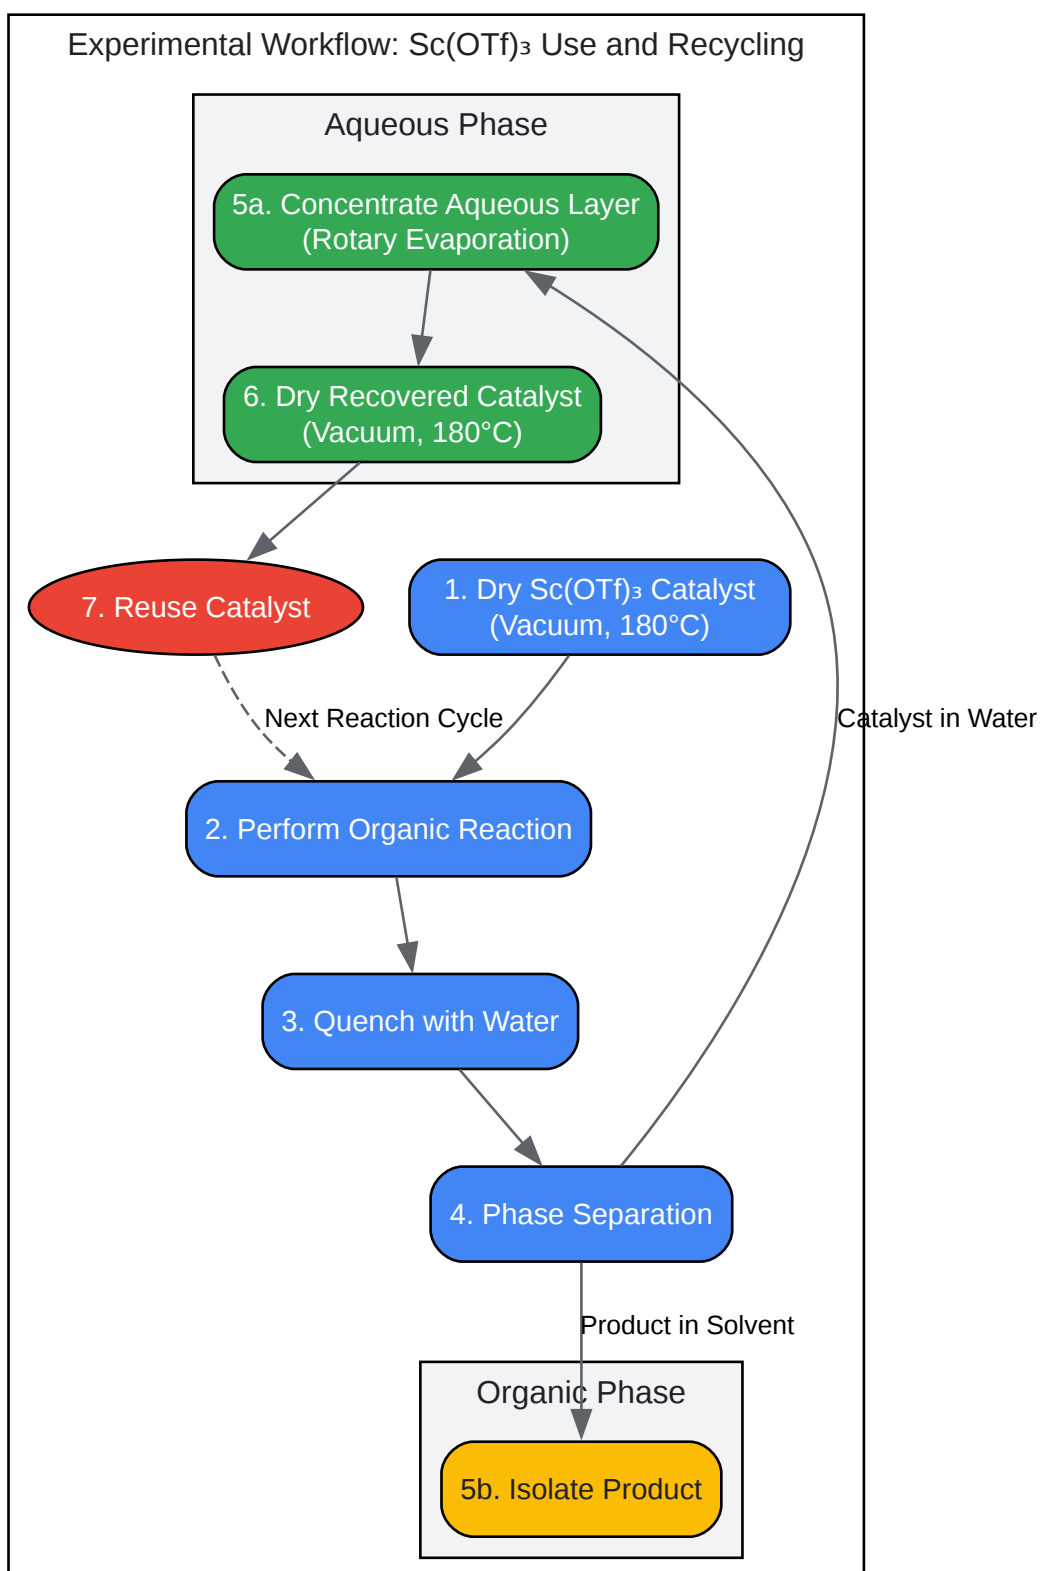 Experimental Workflow: Sc(OTf)₃ Use and Recycling
Aqueous Phase
5a. Concentrate Aqueous Layer
(Rotary Evaporation)
6. Dry Recovered Catalyst
(Vacuum, 180°C)
7. Reuse Catalyst
1. Dry Sc(OTf)₃ Catalyst
(Vacuum, 180°C)
Next Reaction Cycle
Catalyst in Water
2. Perform Organic Reaction
3. Quench with Water
4. Phase Separation
Product in Solvent
Organic Phase
5b. Isolate Product